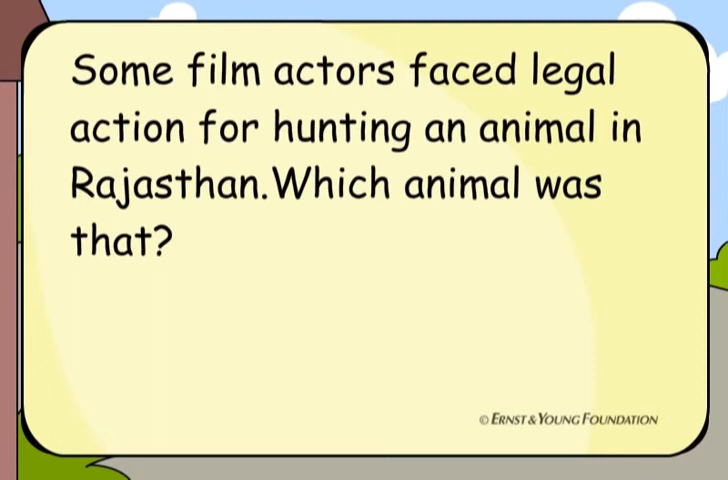 Some film actors faced legal
action for hunting an animal in
Rajasthan.Which animal was
that?
© ERNST & YOUNG FOUNDATION